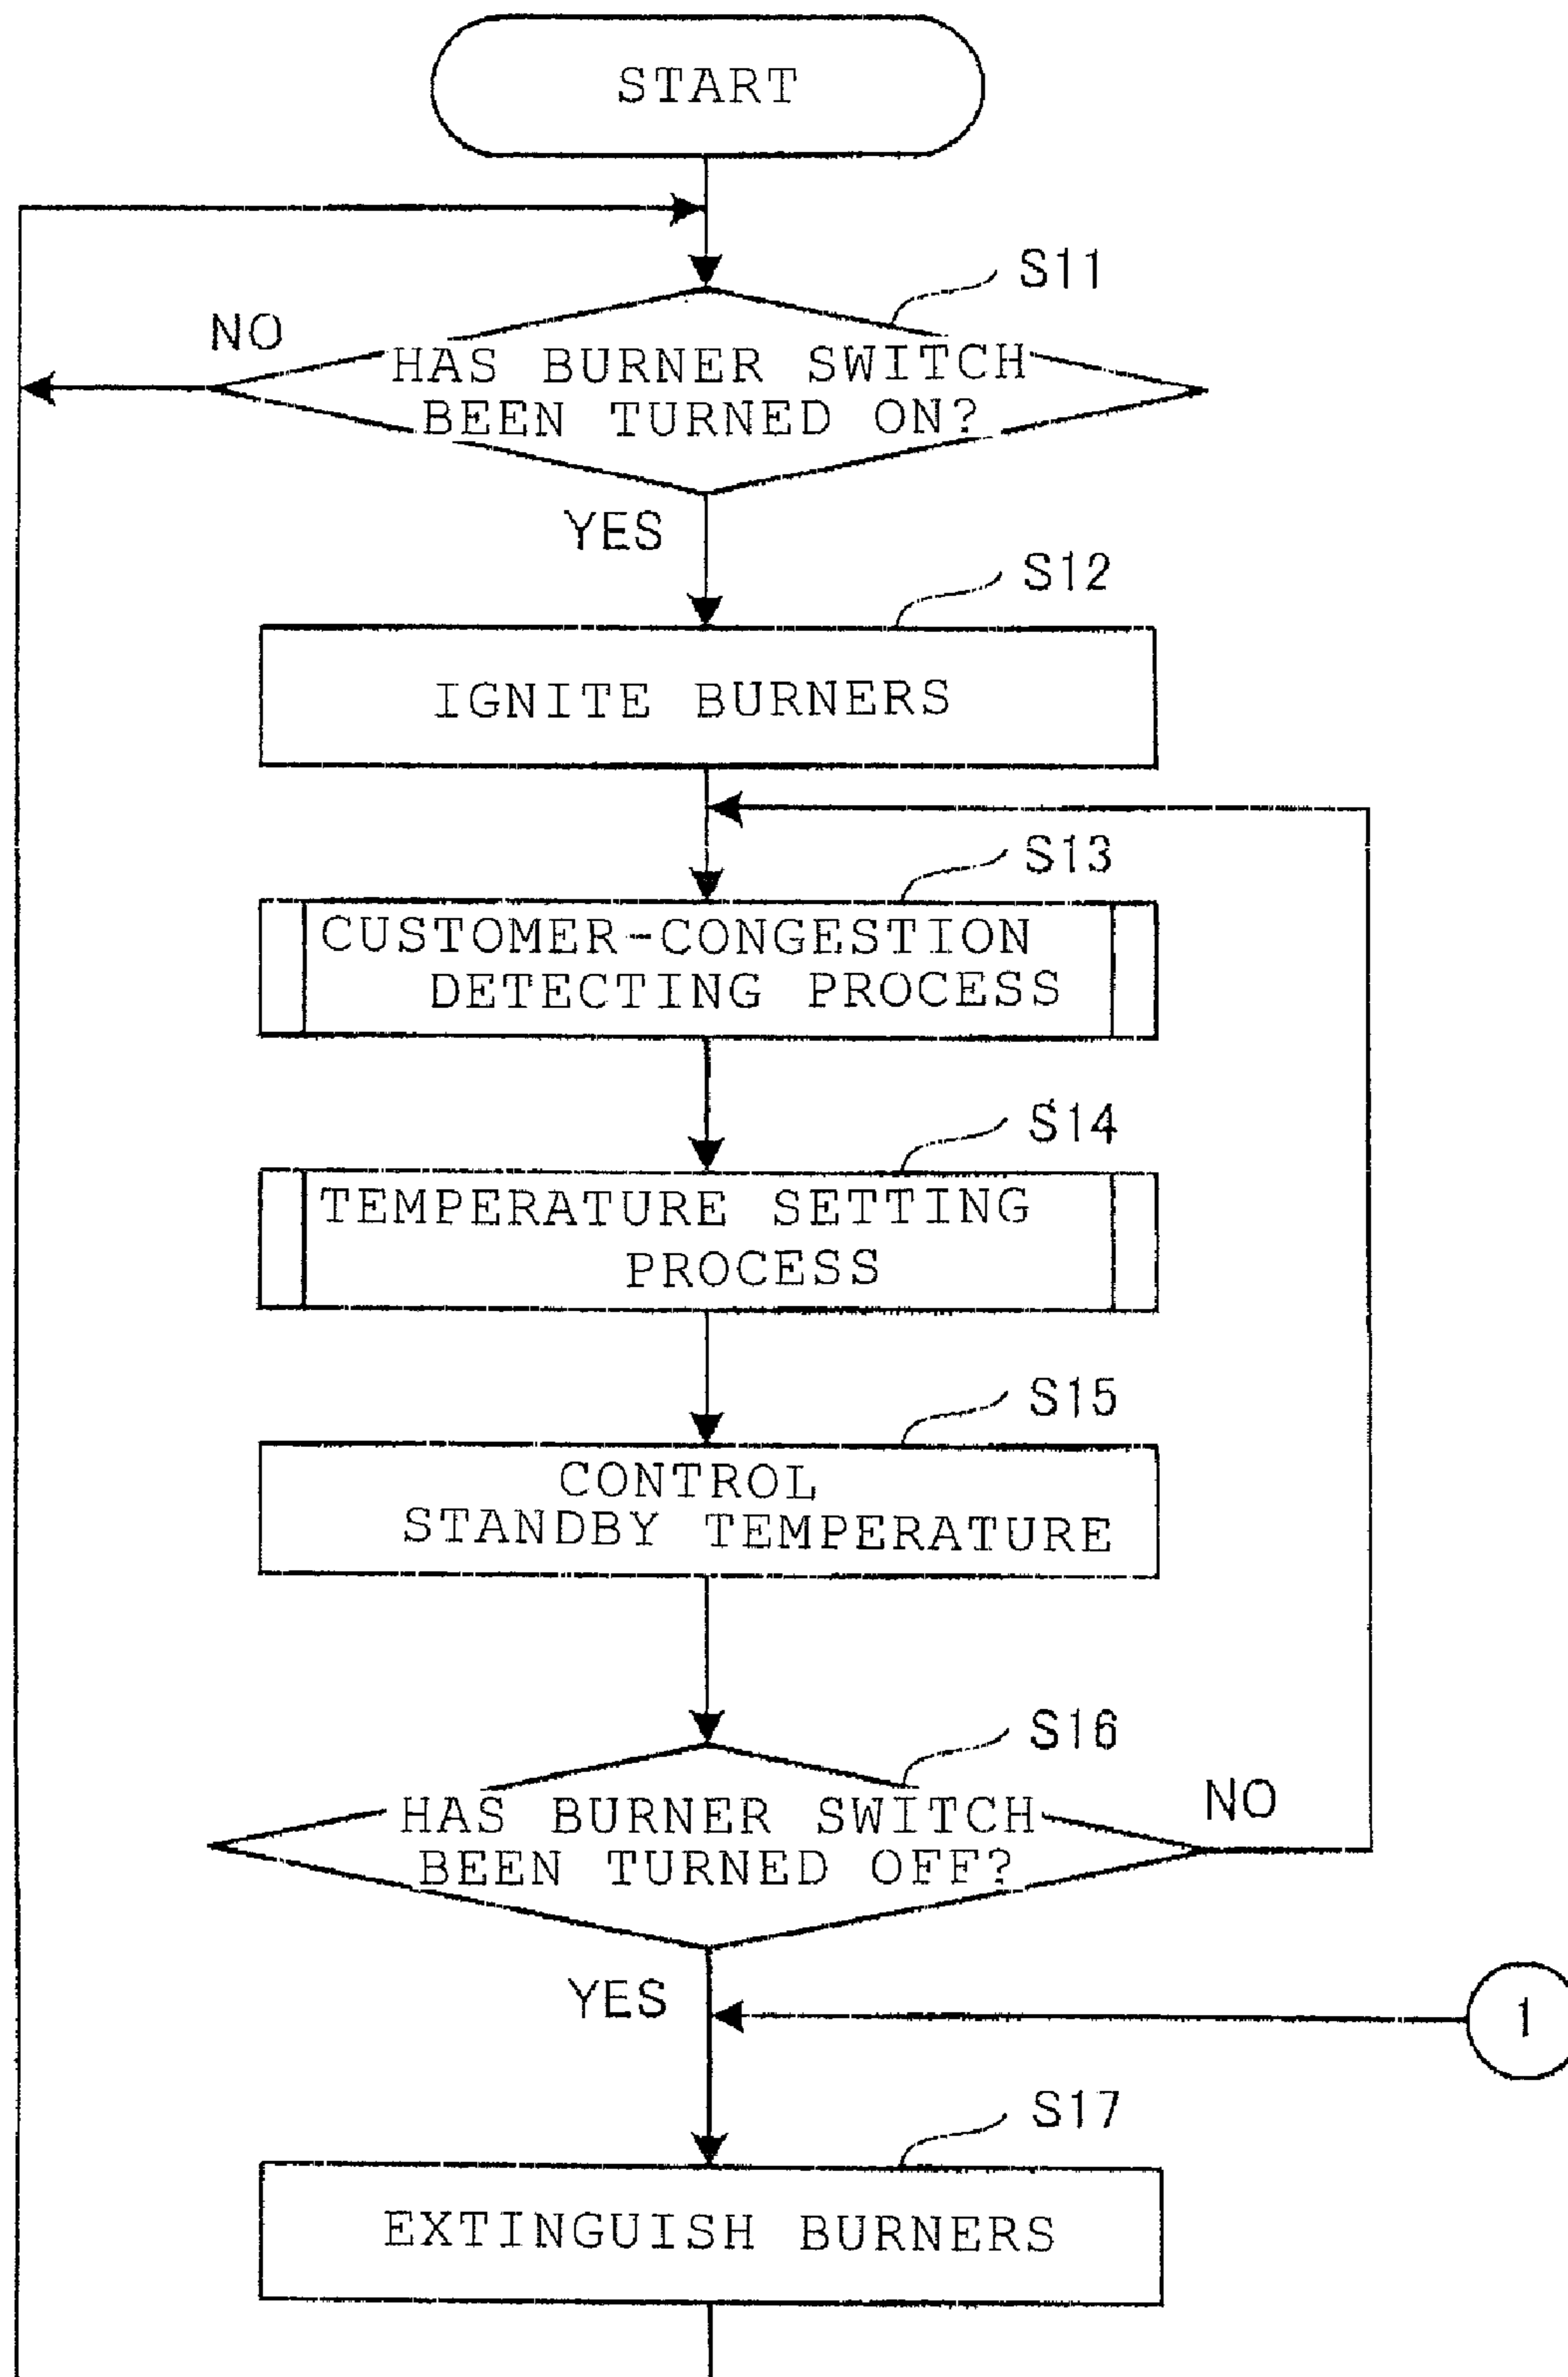 START
S11
NO
HAS BURNER SWITCH
BEEN TURNED ON?
YES
S12
IGNITE BURNERS
S13
CUSTOMER-CONGESTION
DETECTING PROCESS
S14
TEMPERATURE SETTING
PROCESS
S15
CONTROL
STANDBY TEMPERATURE
S16
HAS BURNER SWITCH
BEEN TURNED OFF?
NO
YES
1
S17
EXTINGUISH BURNERS